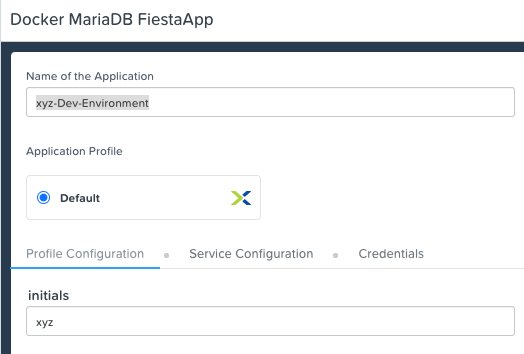 Docker MariaDB FiestaApp
Name of the Application
xyz-Dev-Environment
Application Profile
Default
Profile Configuration Service Configuration Credentials
initials
xyz